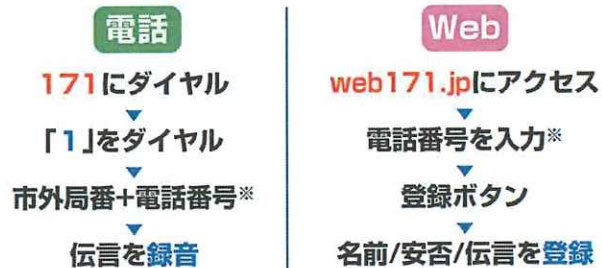 電話
171にダイヤル
「1」をダイヤル
市外局番+電話番号※
伝言を録音
Web
web171.jpにアクセス
電話番号を入力※
登録ボタン
名前/安否/伝言を登録